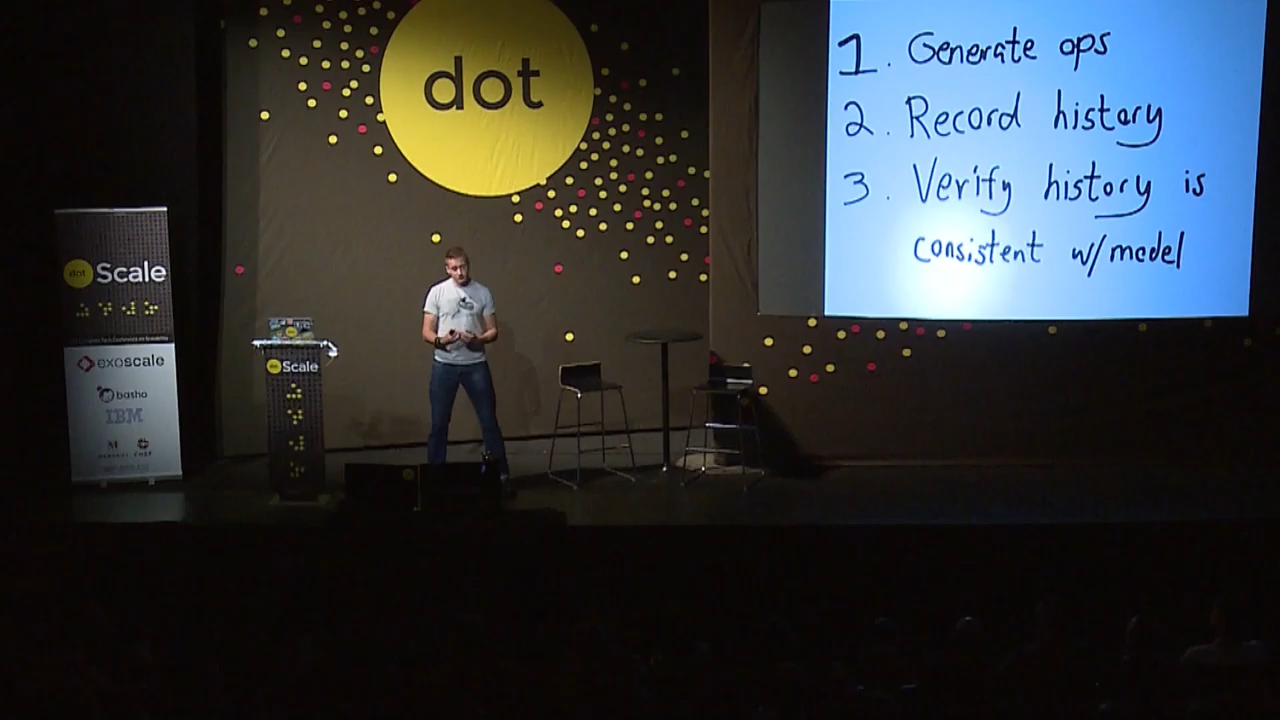 dot
1. Generate ops
2. Record history
3. Verify history is
consistent w/model
dot Scale
exoscale
basho
IBM
dot Scale